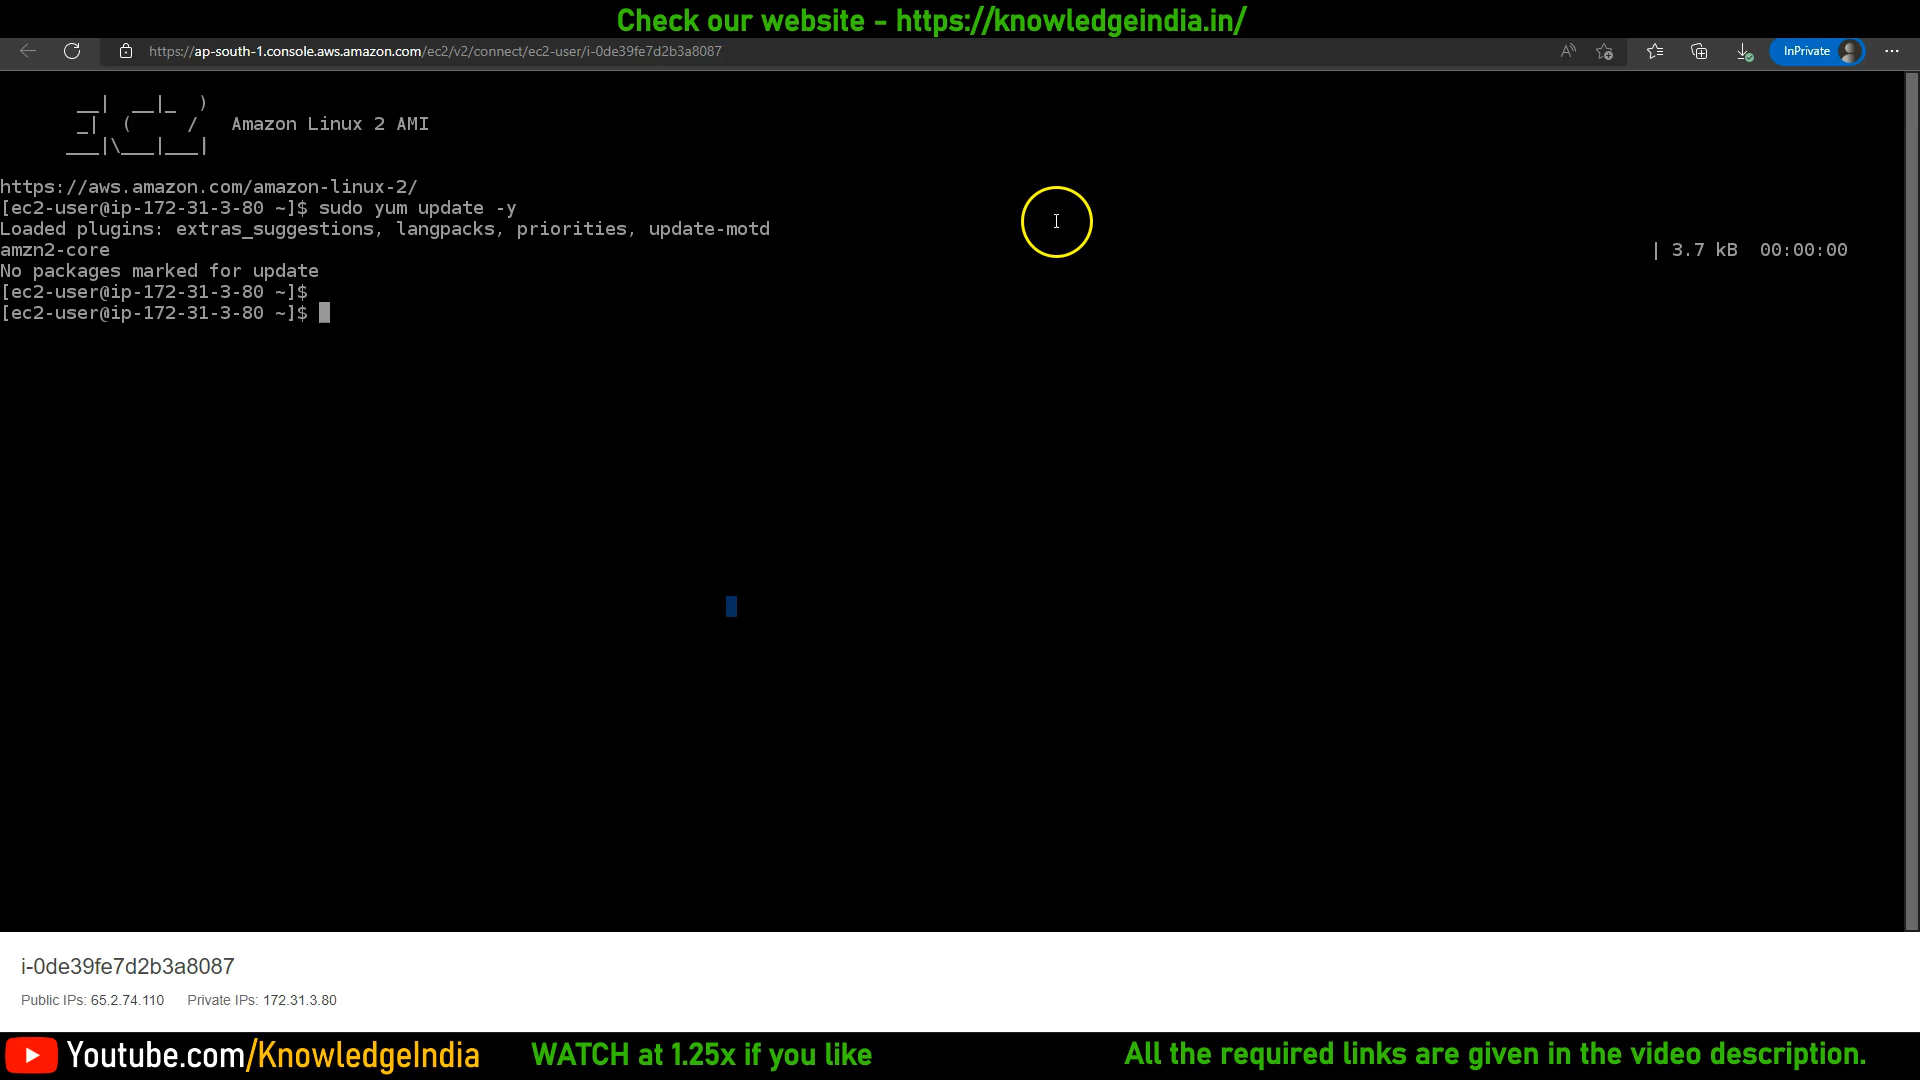 Check our website - https://knowledgeindia.in/
https://ap-south-1.console.aws.amazon.com/ec2/v2/connect/ec2-user/i-0de39fe7d2b3a8087
InPrivate
__|  __|_  )
_|  (     /   Amazon Linux 2 AMI
___|\___|___|
https://aws.amazon.com/amazon-linux-2/
[ec2-user@ip-172-31-3-80 ~]$ sudo yum update -y
Loaded plugins: extras_suggestions, langpacks, priorities, update-motd
amzn2-core | 3.7 kB 00:00:00
No packages marked for update
[ec2-user@ip-172-31-3-80 ~]$
[ec2-user@ip-172-31-3-80 ~]$
i-0de39fe7d2b3a8087
Public IPs: 65.2.74.110 Private IPs: 172.31.3.80
Youtube.com/KnowledgeIndia WATCH at 1.25x if you like All the required links are given in the video description.